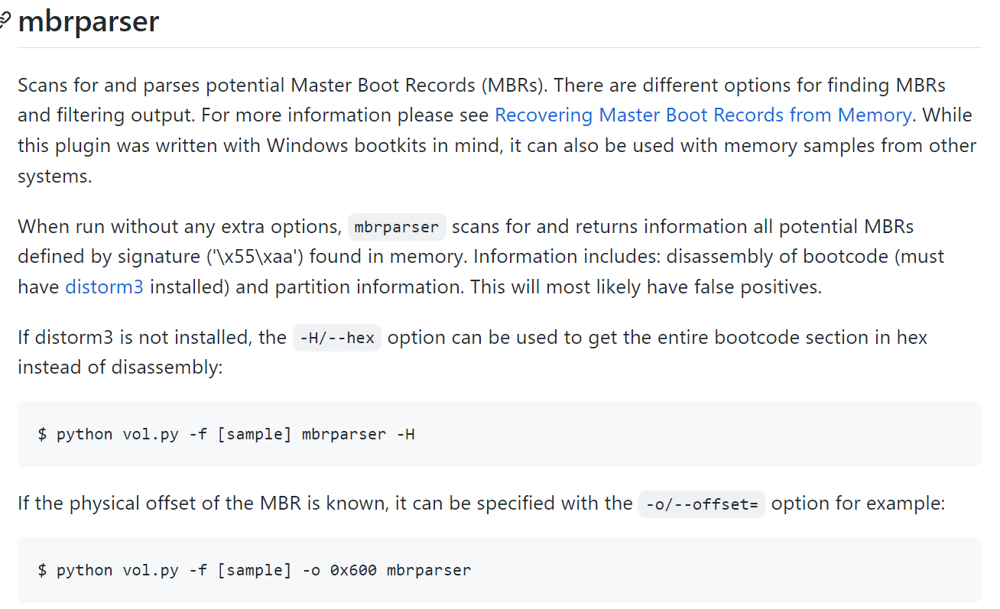 mbrparser
Scans for and parses potential Master Boot Records (MBRs). There are different options for finding MBRs
and filtering output. For more information please see Recovering Master Boot Records from Memory. While
this plugin was written with Windows bootkits in mind, it can also be used with memory samples from other
systems.
When run without any extra options, mbrparser scans for and returns information all potential MBRs
defined by signature ('\x55\xaa') found in memory. Information includes: disassembly of bootcode (must
have distorm3 installed) and partition information. This will most likely have false positives.
If distorm3 is not installed, the -H/--hex option can be used to get the entire bootcode section in hex
instead of disassembly:
$ python vol.py -f [sample] mbrparser -H
If the physical offset of the MBR is known, it can be specified with the -o/--offset= option for example:
$ python vol.py -f [sample] -o 0x600 mbrparser